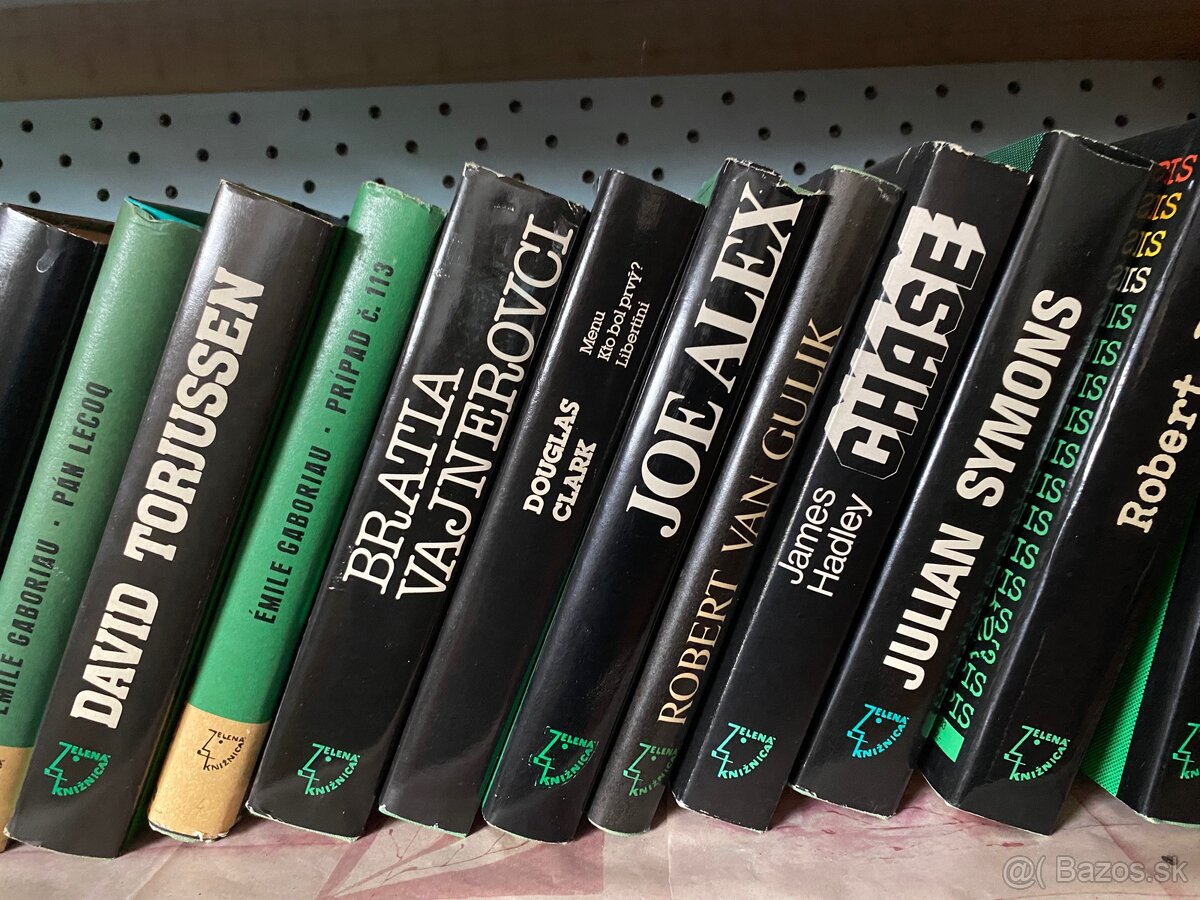 ÉMILE GABORIAU · PÁN LECOQ
DAVID TORJUSSEN
ZELENÁ
KNIŽNICA
ÉMILE GABORIAU · PRÍPAD Č. 113
ZELENÁ
KNIŽNICA
BRATIA
VAJNEROVCI
ZELENÁ
KNIŽNICA
Menu
Kto bol prvý?
Libertini
DOUGLAS
CLARK
JOE ALEX
ZELENÁ
KNIŽNICA
ROBERT VAN GULIK
ZELENÁ
KNIŽNICA
James
Hadley
CHASE
ZELENÁ
KNIŽNICA
JULIAN SYMONS
ZELENÁ
KNIŽNICA
Robert
ZELENÁ
KNIŽNICA
@( Bazos.sk